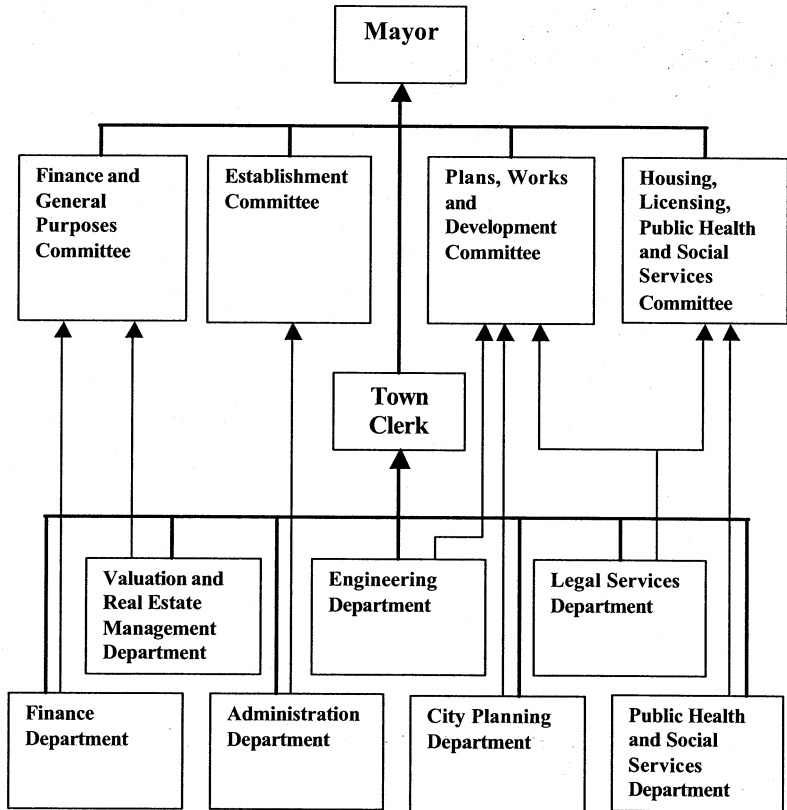 Mayor
Finance and
General
Purposes
Committee
Establishment
Committee
Plans, Works
and
Development
Committee
Housing,
Licensing,
Public Health
and Social
Services
Committee
Town
Clerk
Valuation and
Real Estate
Management
Department
Engineering
Department
Legal Services
Department
Finance
Department
Administration
Department
City Planning
Department
Public Health
and Social
Services
Department